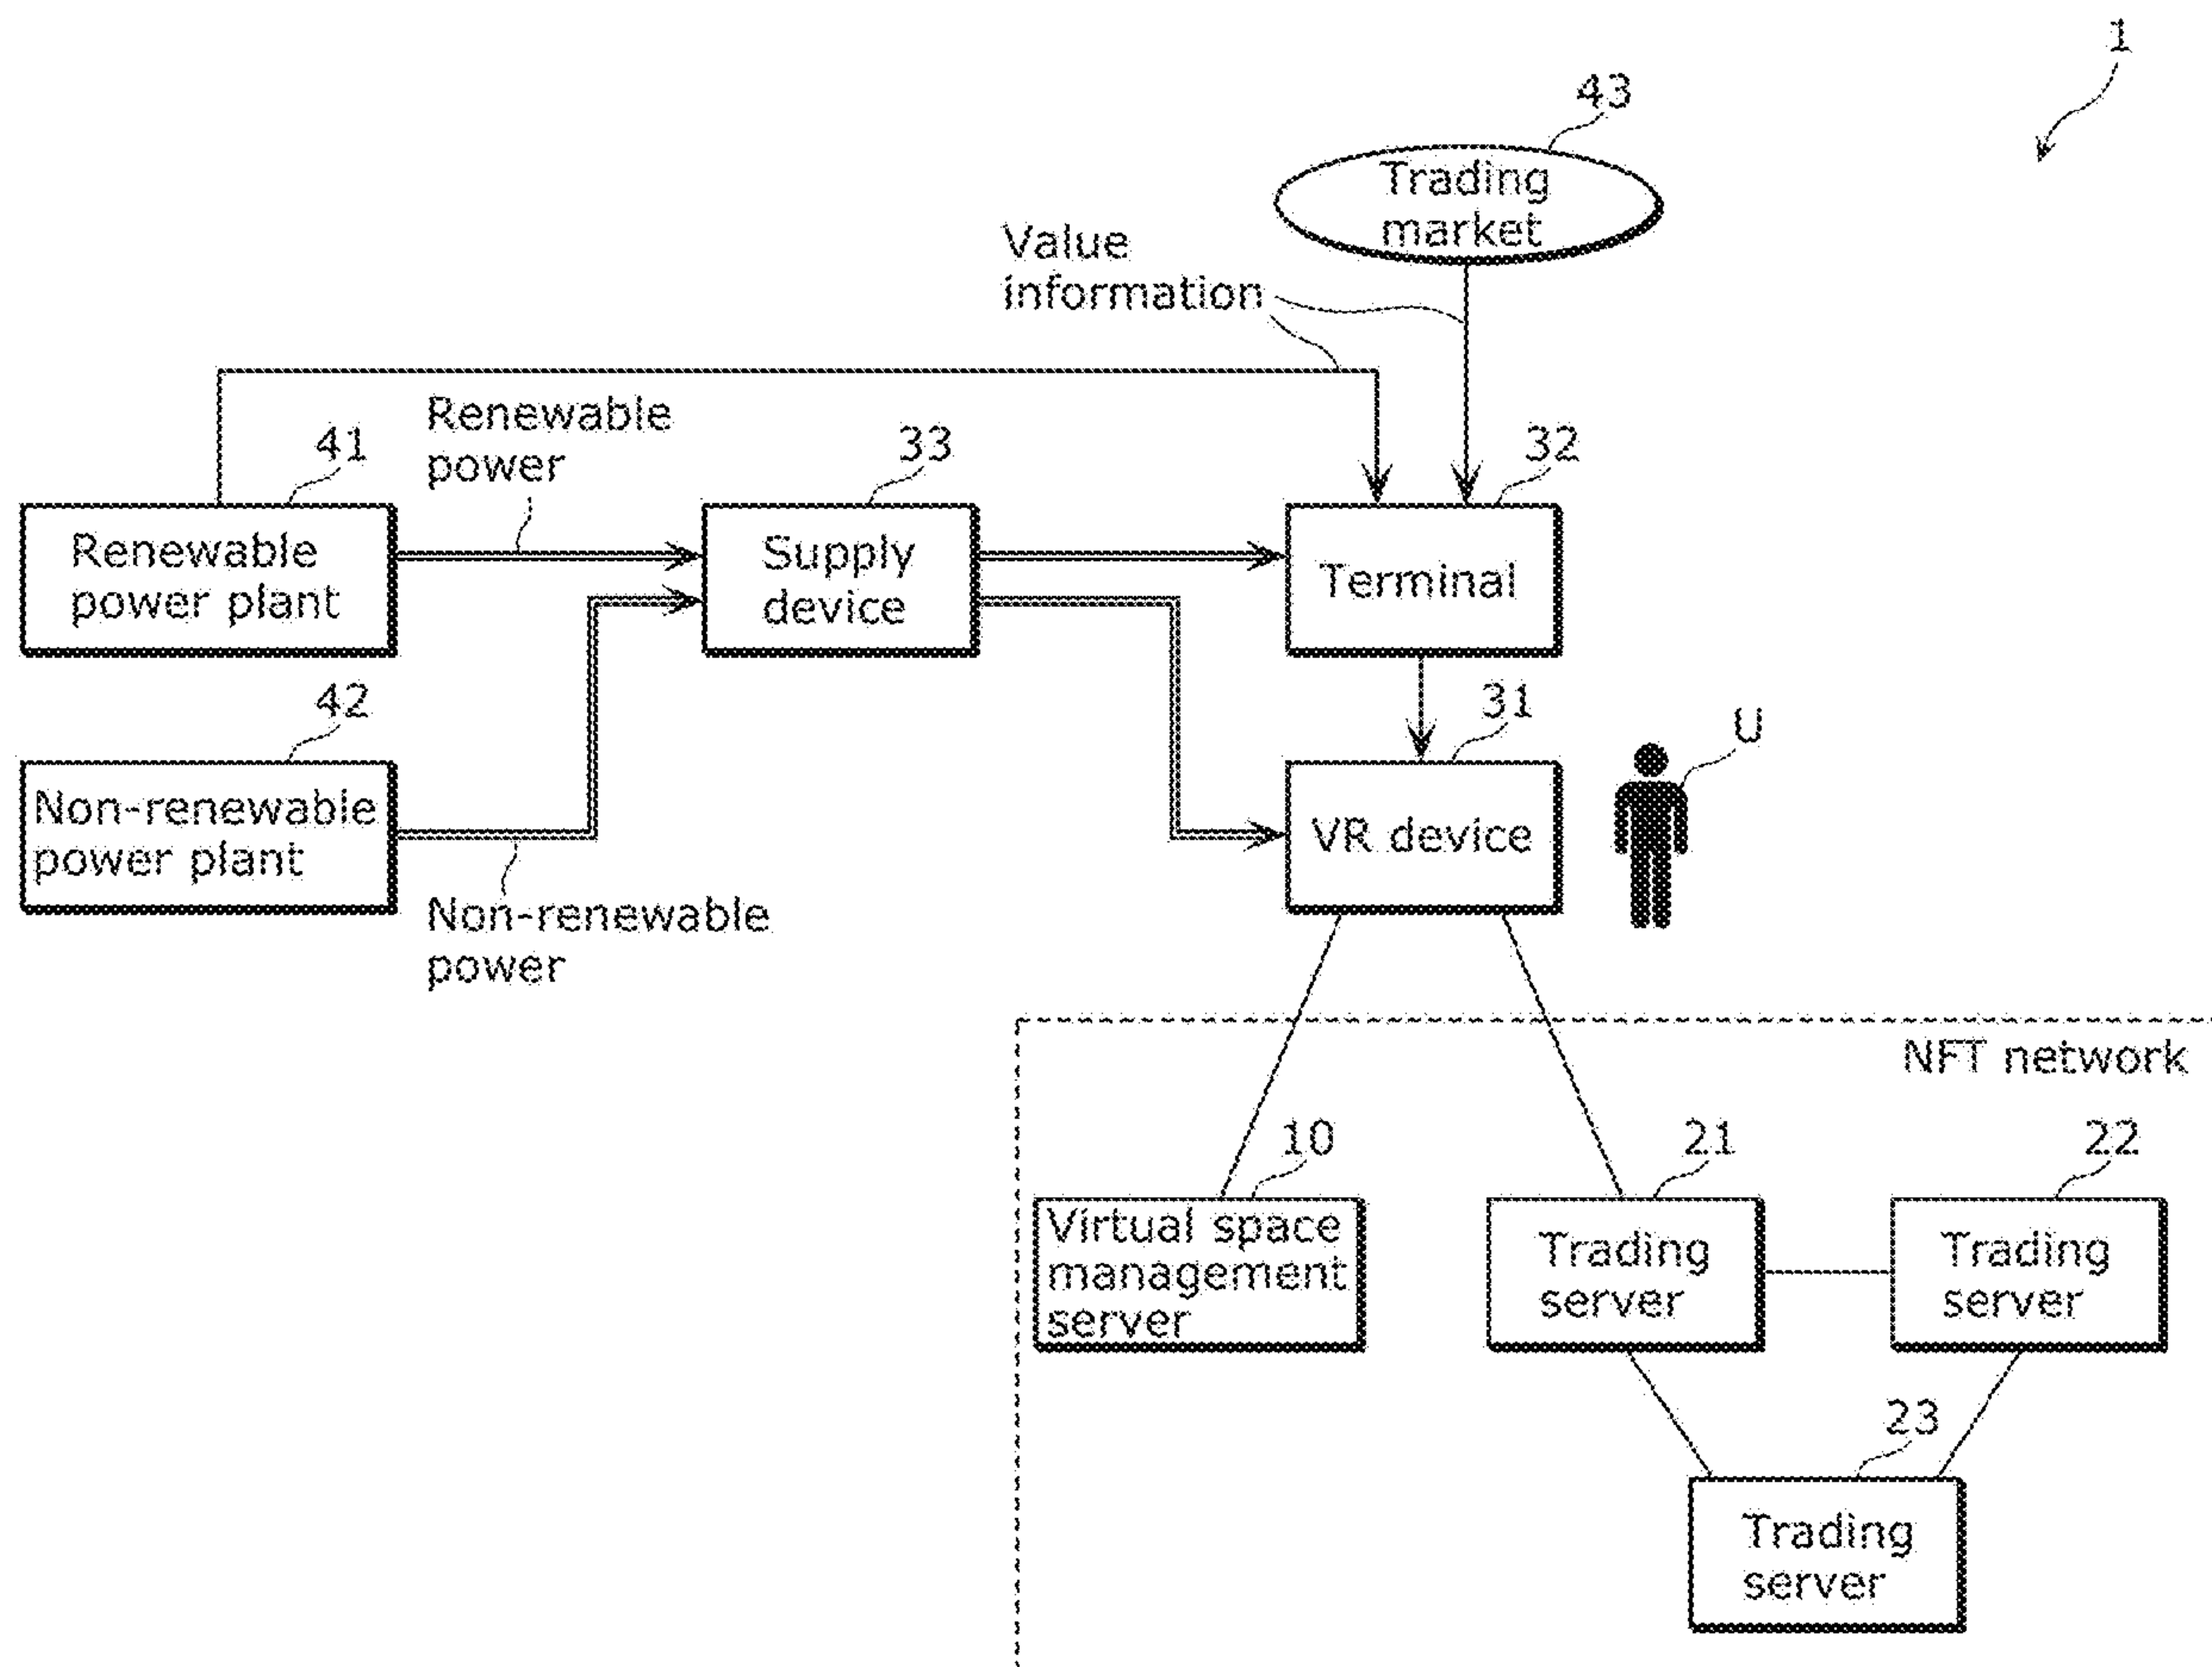 1
43
Trading
market
Value
information
Renewable
power
41
33
32
Renewable
power plant
Supply
device
Terminal
42
31
U
Non-renewable
power plant
VR device
Non-renewable
power
NFT network
10
21
22
Virtual space
management
server
Trading
server
Trading
server
23
Trading
server